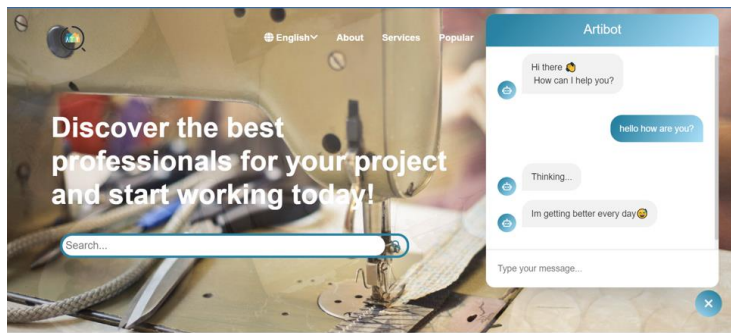 English
About
Services
Popular
Discover the best
professionals for your project
and start working today!
Search...
Artibot
Hi there 👋
How can I help you?
hello how are you?
Thinking...
Im getting better every day😅
Type your message...